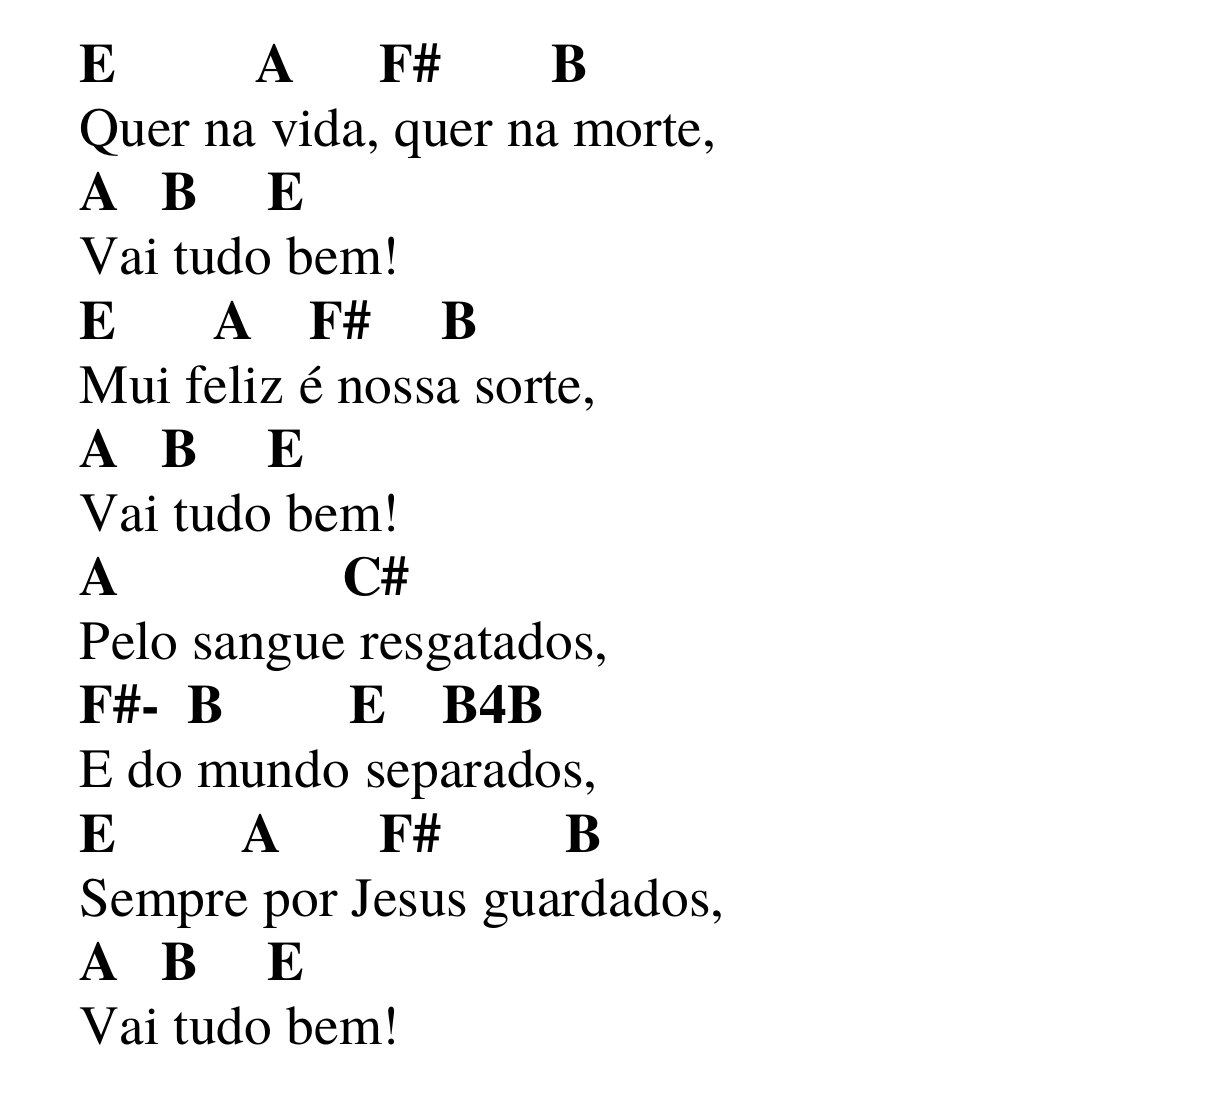 E A F# B
Quer na vida, quer na morte,
A B E
Vai tudo bem!
E A F# B
Mui feliz é nossa sorte,
A B E
Vai tudo bem!
A C#
Pelo sangue resgatados,
F#- B E B4B
E do mundo separados,
E A F# B
Sempre por Jesus guardados,
A B E
Vai tudo bem!